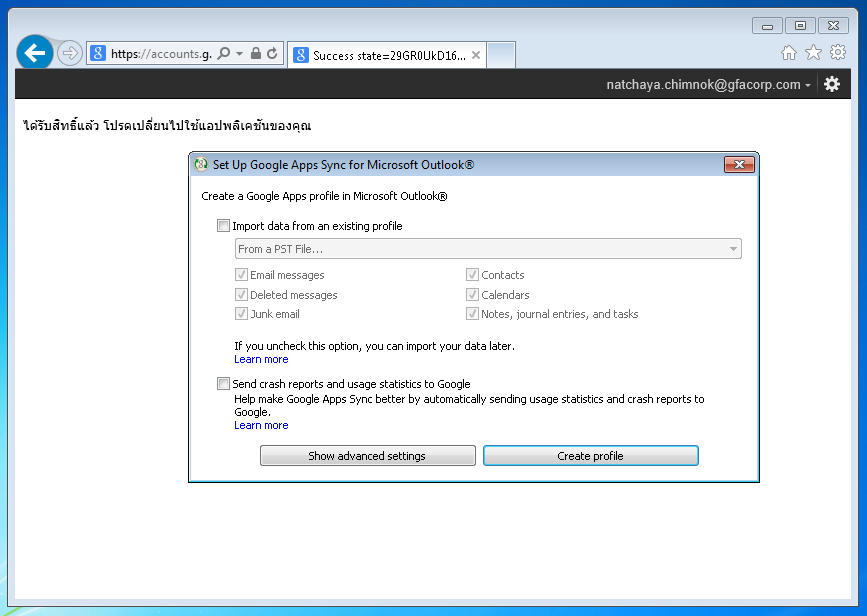 https://accounts.g.
Success state=29GR0UkD16...
natchaya.chimnok@gfacorp.com
ได้รับสิทธิ์แล้ว โปรดเปลี่ยนไปใช้แอปพลิเคชันของคุณ
Set Up Google Apps Sync for Microsoft Outlook®
Create a Google Apps profile in Microsoft Outlook®
Import data from an existing profile
From a PST File...
Email messages
Contacts
Deleted messages
Calendars
Junk email
Notes, journal entries, and tasks
If you uncheck this option, you can import your data later.
Learn more
Send crash reports and usage statistics to Google
Help make Google Apps Sync better by automatically sending usage statistics and crash reports to
Google.
Learn more
Show advanced settings
Create profile